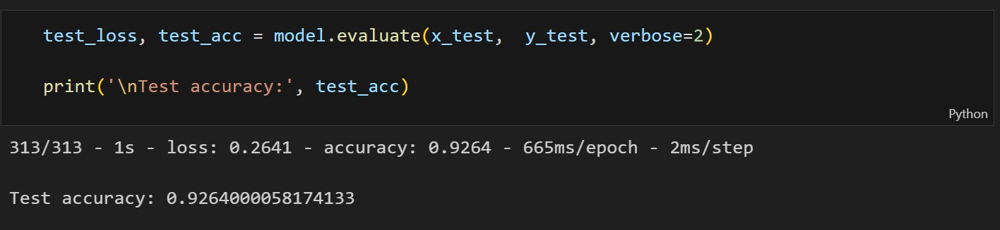 test_loss, test_acc = model.evaluate(x_test,  y_test, verbose=2)
print('\nTest accuracy:', test_acc)
Python
313/313 - 1s - loss: 0.2641 - accuracy: 0.9264 - 665ms/epoch - 2ms/step
Test accuracy: 0.9264000058174133